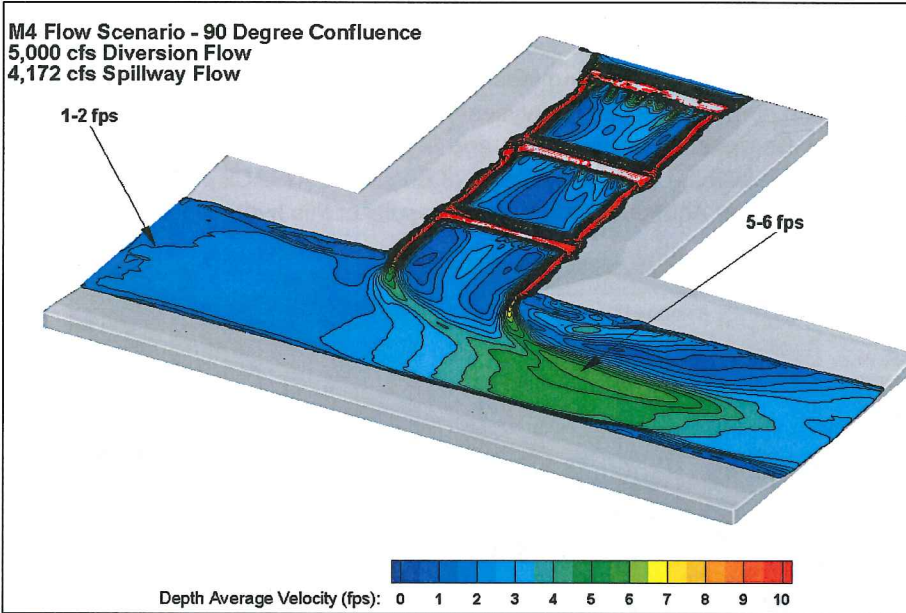 M4 Flow Scenario - 90 Degree Confluence
5,000 cfs Diversion Flow
4,172 cfs Spillway Flow
1-2 fps
5-6 fps
Depth Average Velocity (fps): 0 1 2 3 4 5 6 7 8 9 10